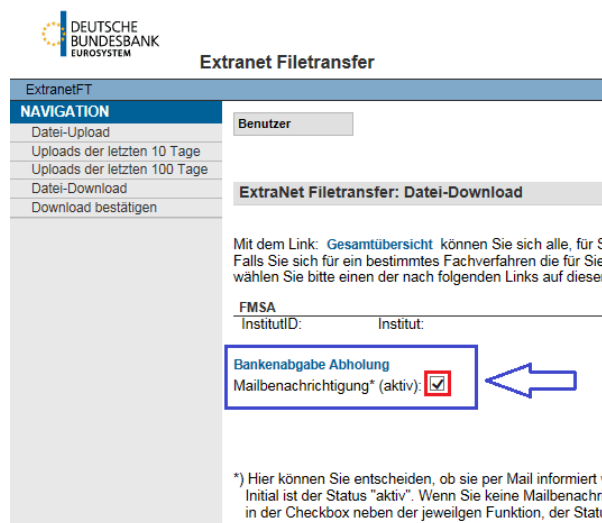 DEUTSCHE
BUNDESBANK
EUROSYSTEM
Extranet Filetransfer
ExtranetFT
NAVIGATION
Datei-Upload
Uploads der letzten 10 Tage
Uploads der letzten 100 Tage
Datei-Download
Download bestätigen
Benutzer
ExtraNet Filetransfer: Datei-Download
Mit dem Link: Gesamtübersicht können Sie sich alle, für
Falls Sie sich für ein bestimmtes Fachverfahren die für Sie
wählen Sie bitte einen der nach folgenden Links auf
FMSA
InstitutID: Institut:
Bankenabgabe Abholung
Mailbenachrichtigung* (aktiv):
*) Hier können Sie entscheiden, ob sie per Mail informiert
Initial ist der Status "aktiv". Wenn Sie keine
in der Checkbox neben der jeweilgen Funktion, der